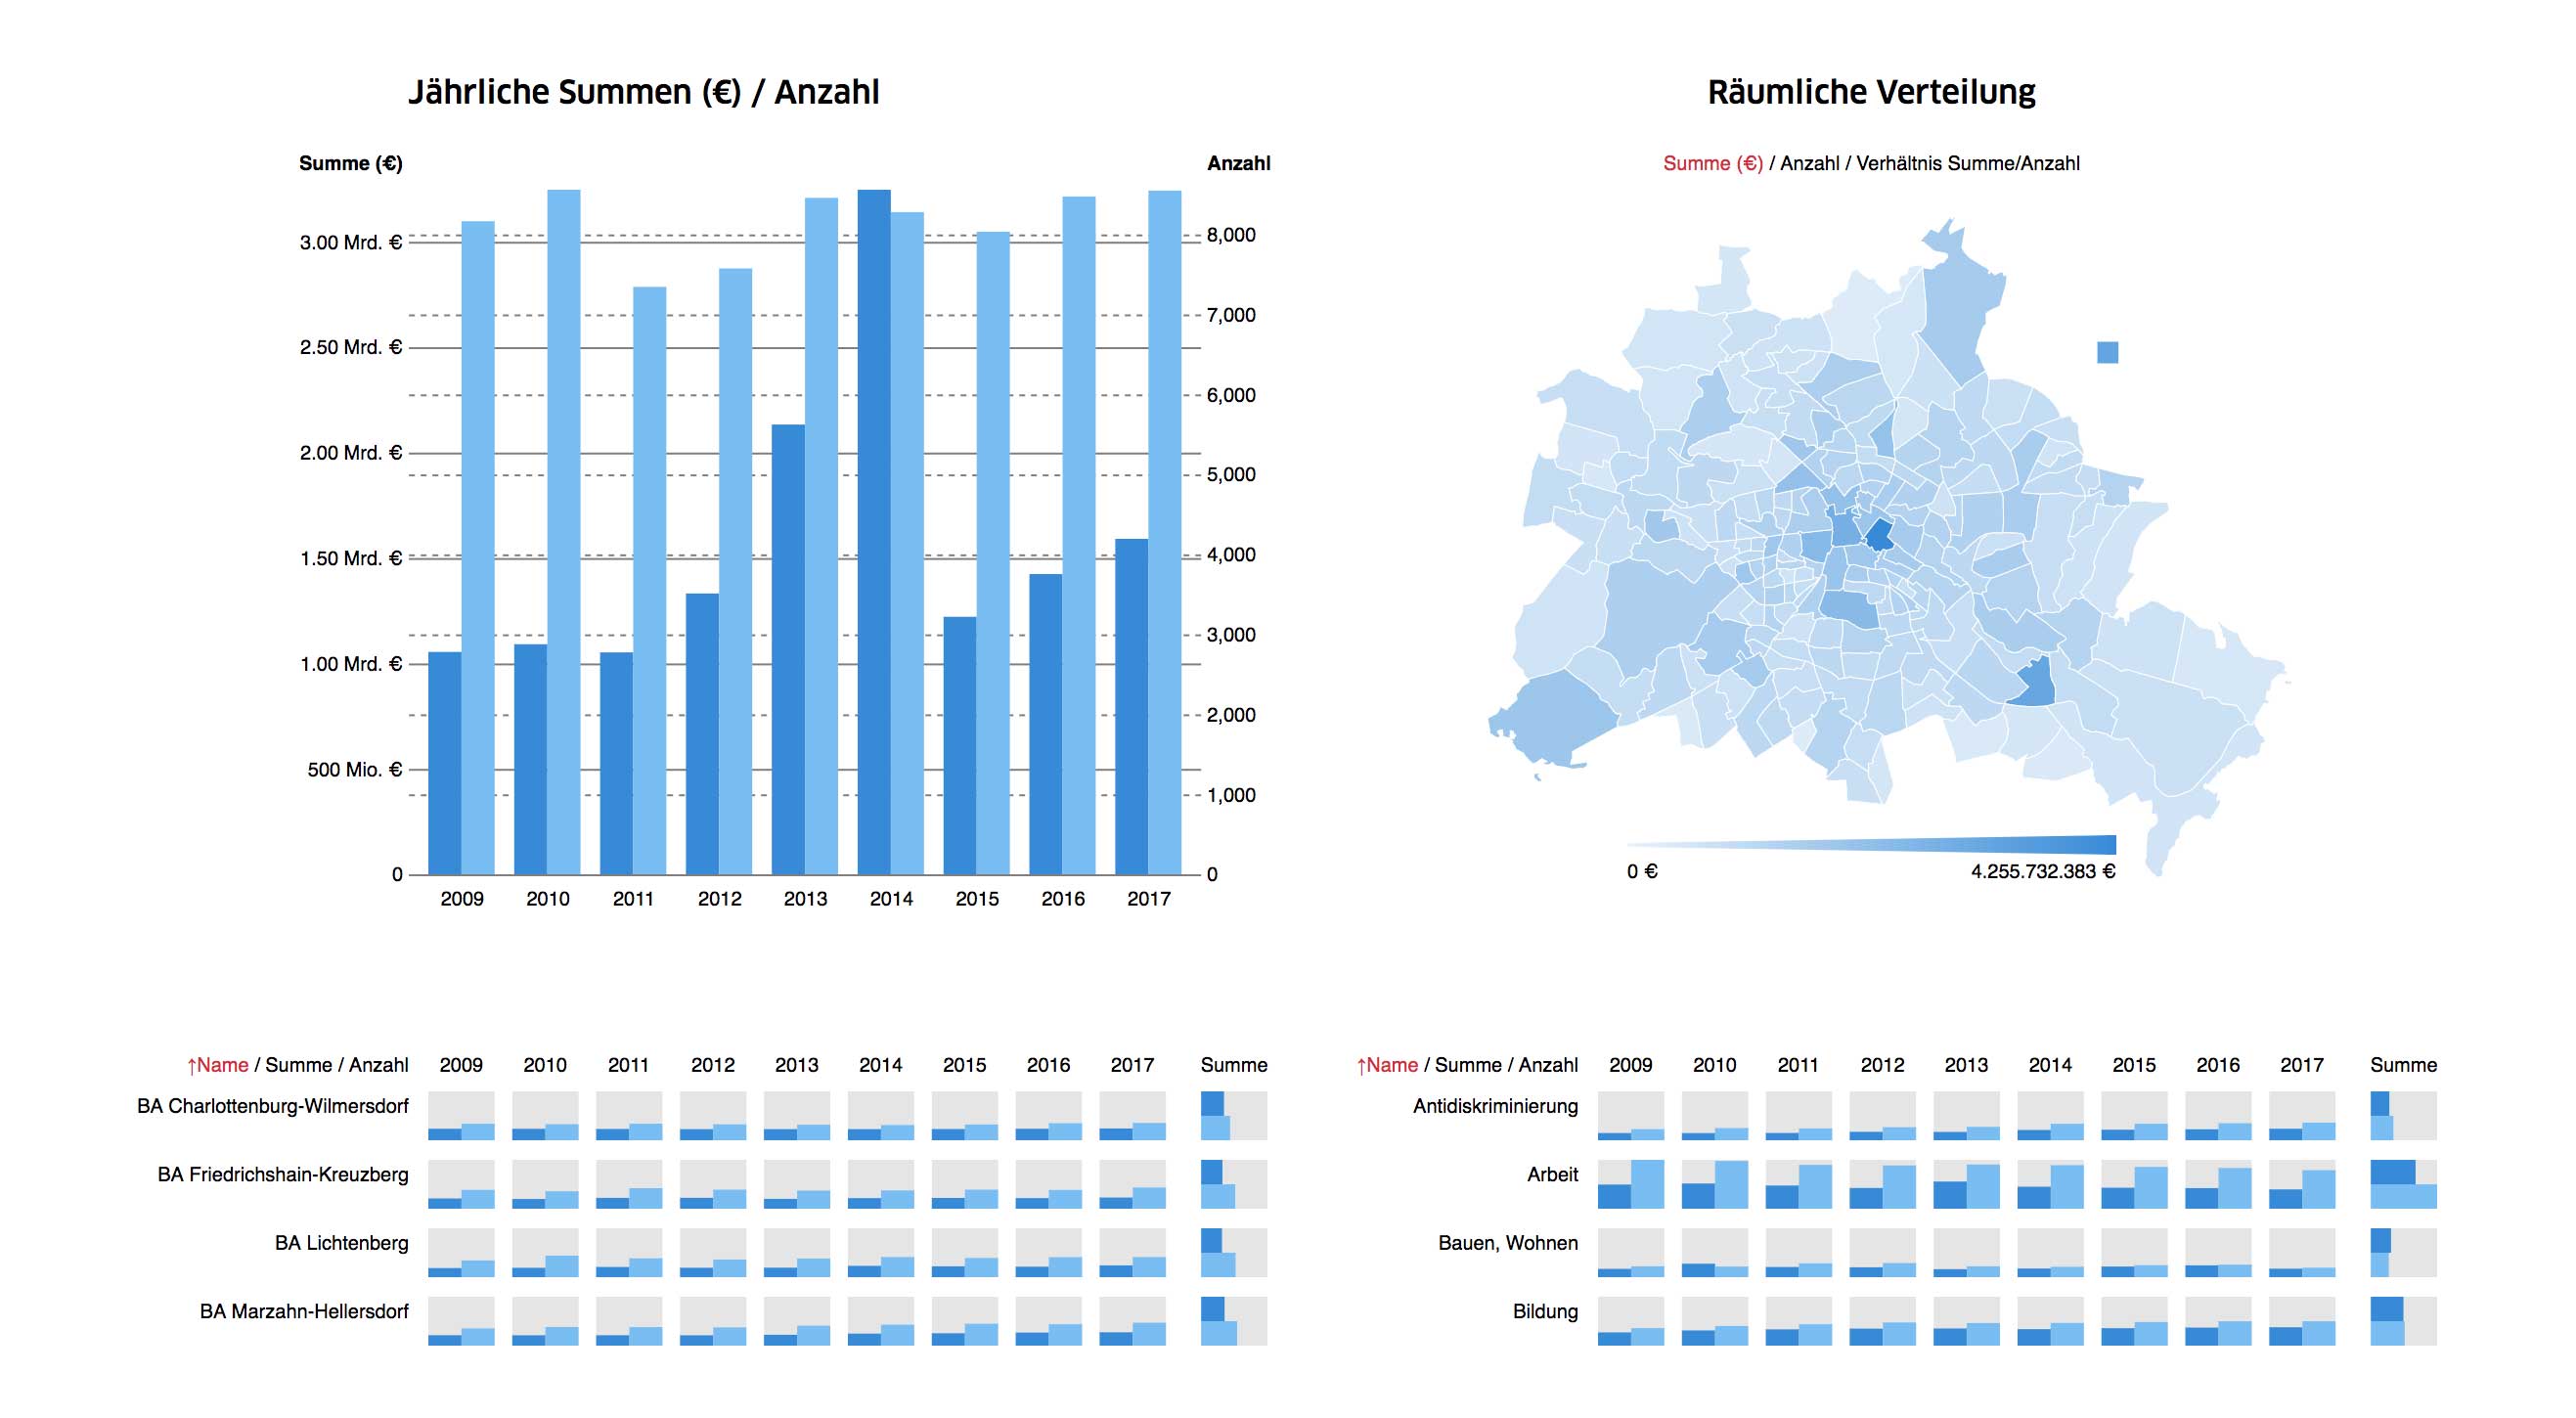 Jährliche Summen (€) / Anzahl
Summe (€)
Anzahl
3.00 Mrd. €
2.50 Mrd. €
2.00 Mrd. €
1.50 Mrd. €
1.00 Mrd. €
500 Mio. €
0
8,000
7,000
6,000
5,000
4,000
3,000
2,000
1,000
0
2009 2010 2011 2012 2013 2014 2015 2016 2017
Räumliche Verteilung
Summe (€) / Anzahl / Verhältnis Summe/Anzahl
0 € 4.255.732.383 €
↑Name / Summe / Anzahl 2009 2010 2011 2012 2013 2014 2015 2016 2017 Summe
BA Charlottenburg-Wilmersdorf
BA Friedrichshain-Kreuzberg
BA Lichtenberg
BA Marzahn-Hellersdorf
↑Name / Summe / Anzahl 2009 2010 2011 2012 2013 2014 2015 2016 2017 Summe
Antidiskriminierung
Arbeit
Bauen, Wohnen
Bildung